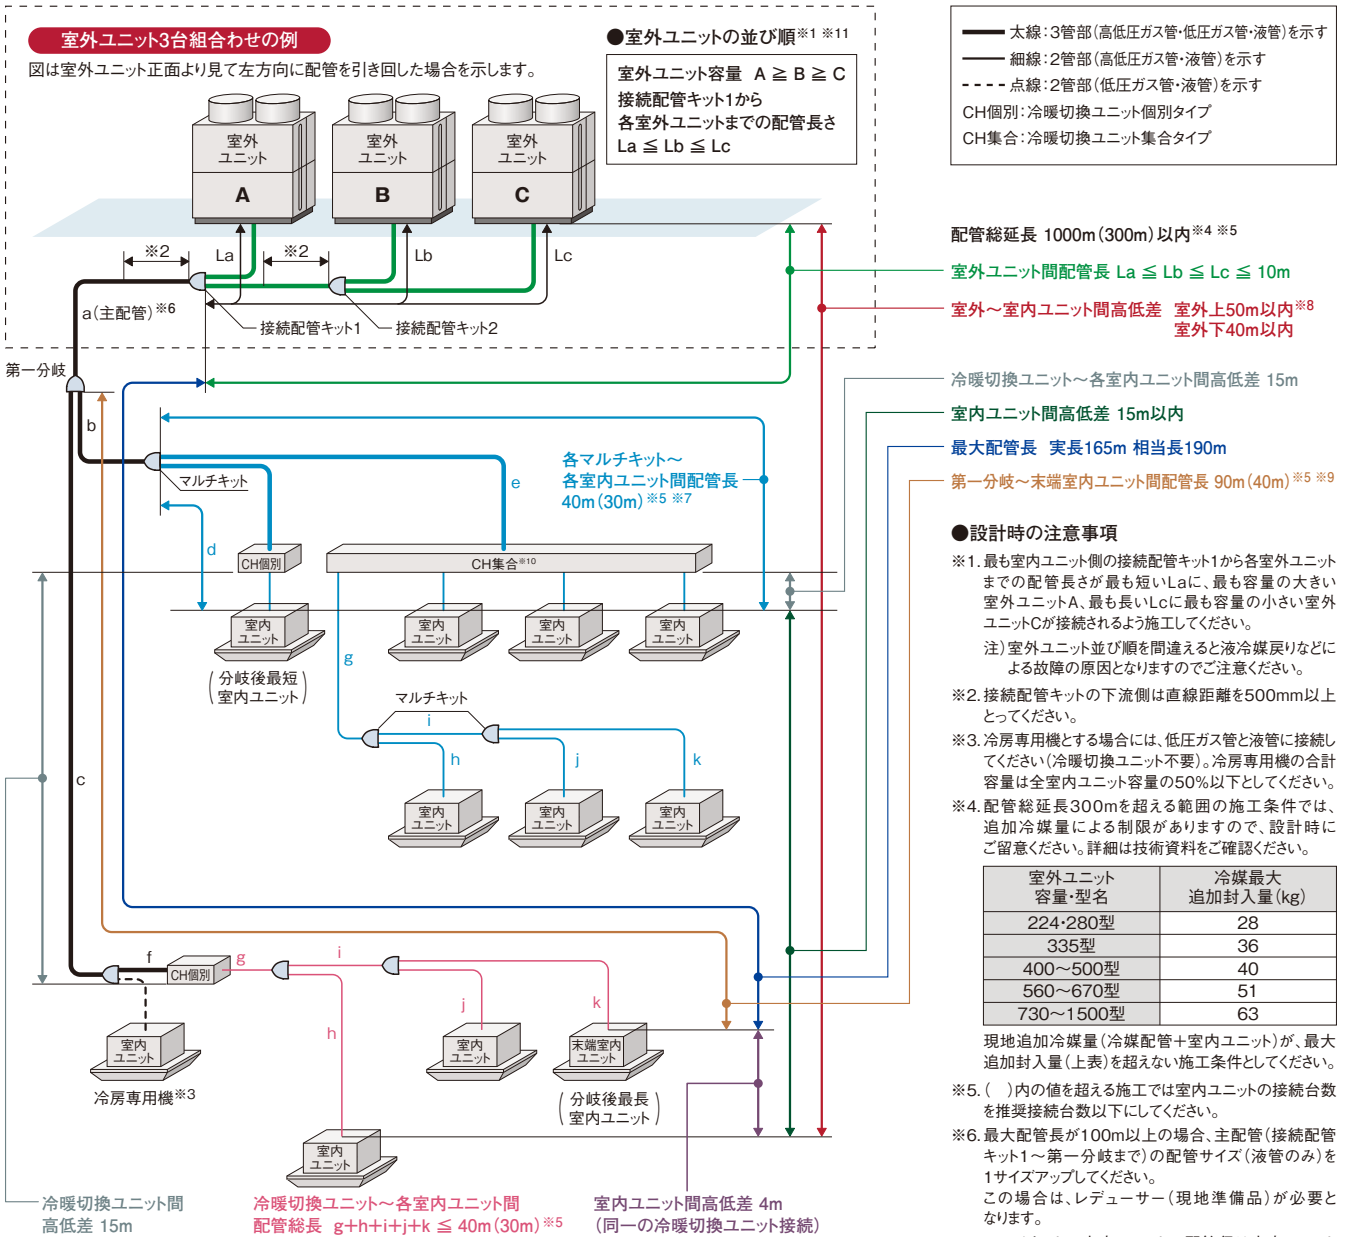 室外ユニット3台組合わせの例
図は室外ユニット正面より見て左方向に配管を引き回した場合を示します。
●室外ユニットの並び順※1 ※11
室外ユニット容量 A ≧ B ≧ C
接続配管キット1から
各室外ユニットまでの配管長さ
La ≦ Lb ≦ Lc
太線:3管部(高低圧ガス管・低圧ガス管・液管)を示す
細線:2管部(高低圧ガス管・液管)を示す
点線:2管部(低圧ガス管・液管)を示す
CH個別:冷暖切換ユニット個別タイプ
CH集合:冷暖切換ユニット集合タイプ
室外
ユニット
A
室外
ユニット
B
室外
ユニット
C
※2
La
※2
Lb
Lc
a(主配管)※6
接続配管キット1
接続配管キット2
第一分岐
配管総延長 1000m(300m)以内※4 ※5
室外ユニット間配管長 La ≦ Lb ≦ Lc ≦ 10m
室外～室内ユニット間高低差 室外上50m以内※8
室外下40m以内
冷暖切換ユニット～各室内ユニット間高低差 15m
室内ユニット間高低差 15m以内
最大配管長 実長165m 相当長190m
第一分岐～末端室内ユニット間配管長 90m(40m)※5 ※9
b
マルチキット
e
各マルチキット～
各室内ユニット間配管長
40m(30m)※5 ※7
d
CH個別
CH集合※10
室内
ユニット
室内
ユニット
室内
ユニット
室内
ユニット
(分岐後最短
室内ユニット)
g
マルチキット
i
h
j
k
室内
ユニット
室内
ユニット
室内
ユニット
c
f
CH個別
g
i
j
k
h
室内
ユニット
冷房専用機※3
室内
ユニット
末端室内
ユニット
(分岐後最長
室内ユニット)
室内
ユニット
冷暖切換ユニット間
高低差 15m
冷暖切換ユニット～各室内ユニット間
配管総長 g+h+i+j+k ≦ 40m(30m)※5
室内ユニット間高低差 4m
(同一の冷暖切換ユニット接続)
●設計時の注意事項
※1.最も室内ユニット側の接続配管キット1から各室外ユニット
までの配管長さが最も短いLaに、最も容量の大きい
室外ユニットA、最も長いLcに最も容量の小さい室外
ユニットCが接続されるよう施工してください。
注)室外ユニット並び順を間違えると液冷媒戻りなどに
よる故障の原因となりますのでご注意ください。
※2.接続配管キットの下流側は直線距離を500mm以上
とってください。
※3.冷房専用機とする場合には、低圧ガス管と液管に接続し
てください(冷暖切換ユニット不要)。冷房専用機の合計
容量は全室内ユニット容量の50%以下としてください。
※4.配管総延長300mを超える範囲の施工条件では、
追加冷媒量による制限がありますので、設計時に
ご留意ください。詳細は技術資料をご確認ください。
室外ユニット
容量・型名
冷媒最大
追加封入量(kg)
224・280型 28
335型 36
400～500型 40
560～670型 51
730～1500型 63
現地追加冷媒量(冷媒配管+室内ユニット)が、最大
追加封入量(上表)を超えない施工条件としてください。
※5.( )内の値を超える施工では室内ユニットの接続台数
を推奨接続台数以下にしてください。
※6.最大配管長が100m以上の場合、主配管(接続配管
キット1～第一分岐まで)の配管サイズ(液管のみ)を
1サイズアップしてください。
この場合は、レデューサー(現地準備品)が必要と
なります。